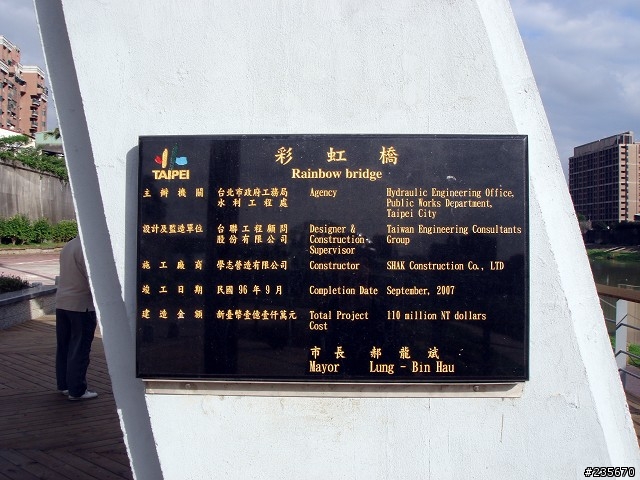 彩虹橋
TAIPEI
Rainbow bridge
主辦機關 台北市政府工務局 Agency Hydraulic Engineering Office,
水利工程處 Public Works Department,
Taipei City
設計及監造單位 台聯工程顧問 Designer & Taiwan Engineering Consultants
股份有限公司 Construction- Group
Supervisor
施工廠商 學志營造有限公司 Constructor SHAK Construction Co., LTD
竣工日期 民國 96 年 9 月 Completion Date September, 2007
建造金額 新臺幣壹億壹仟萬元 Total Project 110 million NT dollars
Cost
市長 郝龍斌
Mayor Lung - Bin Hau
#235670